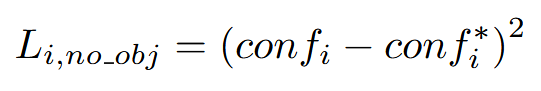 L_{i,no\_obj} = (conf_i − conf_i^*)^2